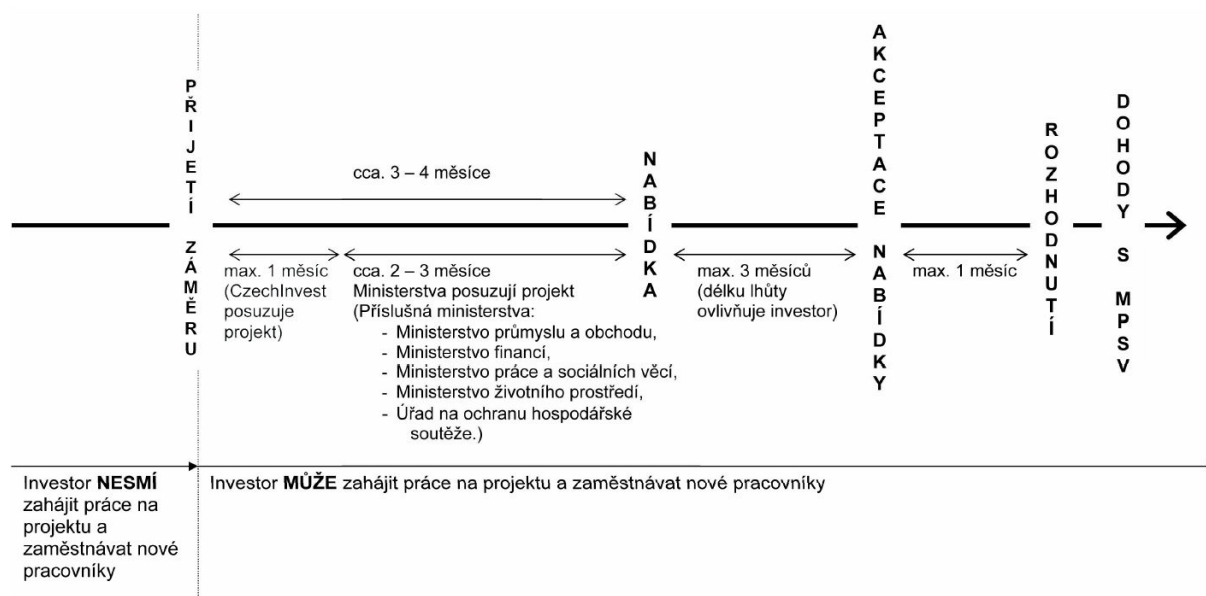 PŘIJETÍ ZÁMĚRU
cca. 3 – 4 měsíce
max. 1 měsíc
(CzechInvest
posuzuje
projekt)
cca. 2 – 3 měsíce
Ministerstva posuzují projekt
(Příslušná ministerstva:
- Ministerstvo průmyslu a obchodu,
- Ministerstvo financí,
- Ministerstvo práce a sociálních věcí,
- Ministerstvo životního prostředí,
- Úřad na ochranu hospodářské
soutěže.)
NABÍDKA
max. 3 měsíců
(délku lhůty
ovlivňuje investor)
AKCEPTACE NABÍDKY
max. 1 měsíc
ROZHODNUTÍ
DOHODY S MPSV
Investor NESMÍ
zahájit práce na
projektu a
zaměstnávat nové
pracovníky
Investor MŮŽE zahájit práce na projektu a zaměstnávat nové pracovníky